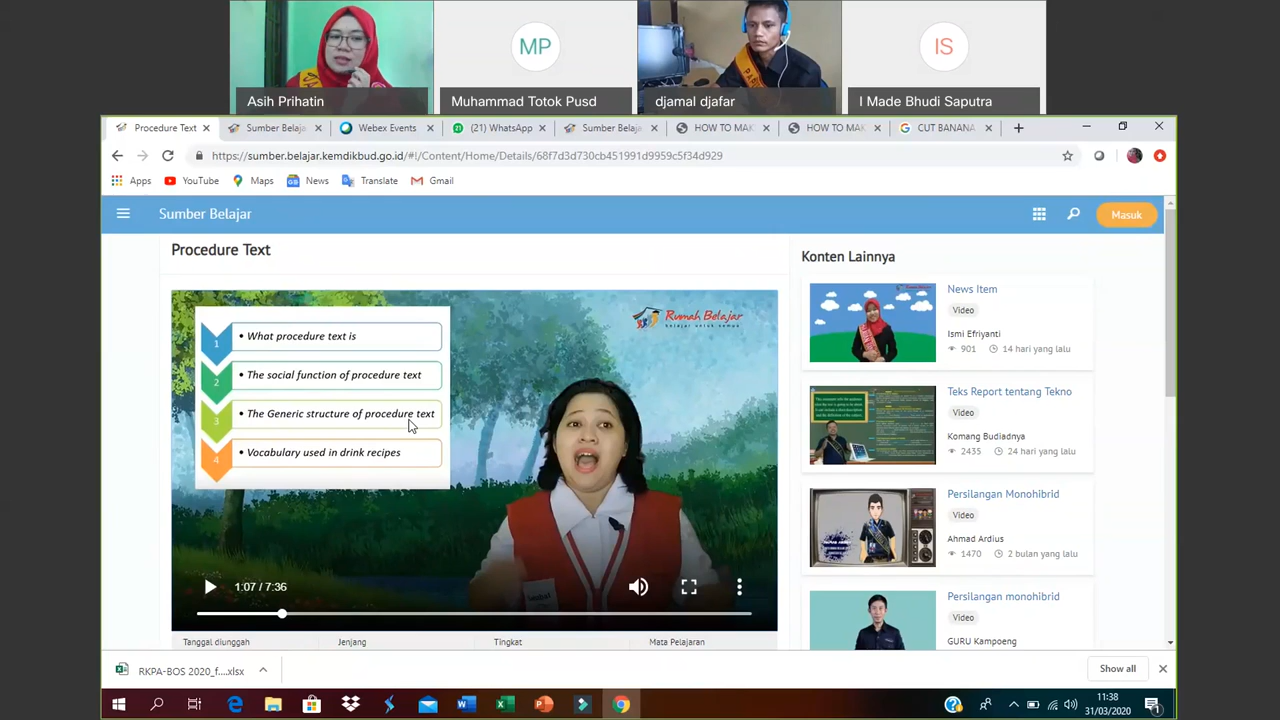 MP
IS
Asih Prihatin
Muhammad Totok Pusd
djamal djafar
I Made Bhudi Saputra
Procedure Text
Sumber Belaja
Webex Events
(21) WhatsApp
Sumber Belaja
HOW TO MAK
HOW TO MAK
CUT BANANA
https://sumber.belajar.kemdikbud.go.id/#!/Content/Home/Details/68f7d3d730cb451991d9959c5f34d929
Apps
YouTube
Maps
News
Translate
Gmail
Sumber Belajar
Masuk
Procedure Text
1
• What procedure text is
2
• The social function of procedure text
3
• The Generic structure of procedure text
4
• Vocabulary used in drink recipes
Rumah Belajar
belajar untuk semua
1:07 / 7:36
Tanggal diunggah
Jenjang
Tingkat
Mata Pelajaran
Konten Lainnya
News Item
Video
Ismi Efriyanti
901
14 hari yang lalu
Teks Report tentang Tekno
Video
Komang Budiadnya
2435
24 hari yang lalu
Persilangan Monohibrid
Video
Ahmad Ardius
1470
2 bulan yang lalu
Persilangan monohibrid
Video
GURU Kampoeng
RKPA-BOS 2020_f....xlsx
Show all
11:38
31/03/2020